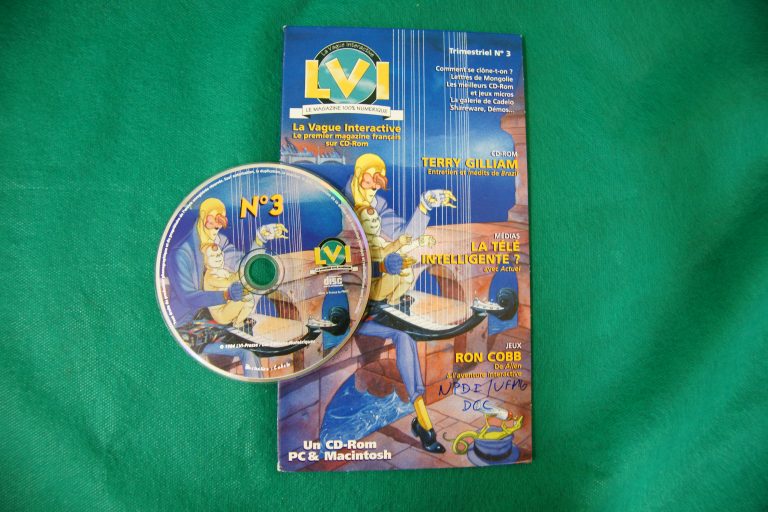 La Vague Interactive
LVI
LE MAGAZINE 100% NUMÉRIQUE
La Vague Interactive
Le premier magazine français
sur CD-Rom
Trimestriel N° 3
Comment se clône-t-on ?
Lettres de Mongolie
Les meilleurs CD-Rom
et jeux micros
La galerie de Cadelo
Shareware, Démos...
CD-ROM
TERRY GILLIAM
Entretien et inédits de Brazil
MÉDIAS
LA TÉLÉ
INTELLIGENTE ?
avec Actuel
JEUX
RON COBB
De Alien
à l'aventure interactive
NPDI/UFMG
DCC
Un CD-Rom
PC & Macintosh
N°3
LVI
disc